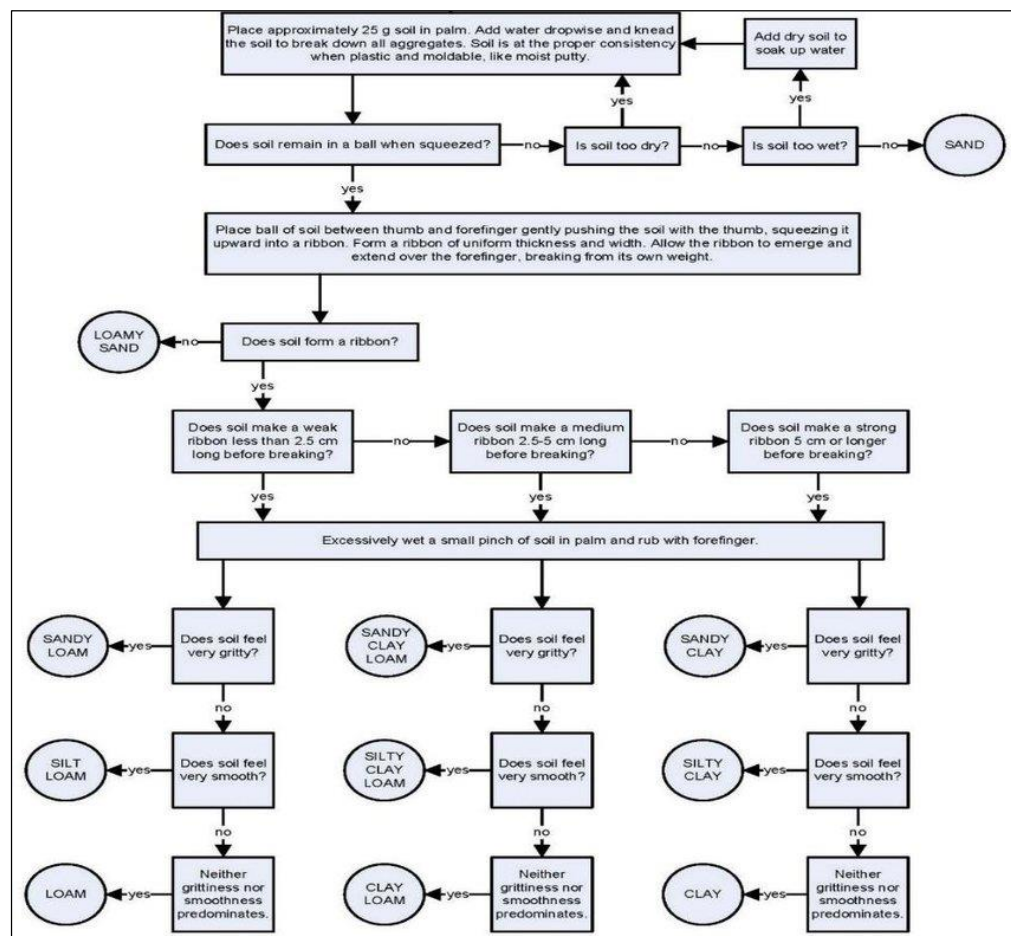 Place approximately 25 g soil in palm. Add water dropwise and knead
the soil to break down all aggregates. Soil is at the proper consistency
when plastic and moldable, like moist putty.
Add dry soil to
soak up water
yes
yes
Does soil remain in a ball when squeezed?
no
Is soil too dry?
no
Is soil too wet?
no
SAND
yes
Place ball of soil between thumb and forefinger gently pushing the soil with the thumb, squeezing it
upward into a ribbon. Form a ribbon of uniform thickness and width. Allow the ribbon to emerge and
extend over the forefinger, breaking from its own weight.
LOAMY
SAND
no
Does soil form a ribbon?
yes
Does soil make a weak
ribbon less than 2.5 cm
long before breaking?
no
Does soil make a medium
ribbon 2.5-5 cm long
before breaking?
no
Does soil make a strong
ribbon 5 cm or longer
before breaking?
yes
yes
yes
Excessively wet a small pinch of soil in palm and rub with forefinger.
SANDY
LOAM
yes
Does soil feel
very gritty?
SANDY
CLAY
LOAM
yes
Does soil feel
very gritty?
SANDY
CLAY
yes
Does soil feel
very gritty?
no
no
no
SILT
LOAM
yes
Does soil feel
very smooth?
SILTY
CLAY
LOAM
yes
Does soil feel
very smooth?
SILTY
CLAY
yes
Does soil feel
very smooth?
no
no
no
LOAM
yes
Neither
grittiness nor
smoothness
predominates.
CLAY
LOAM
yes
Neither
grittiness nor
smoothness
predominates.
CLAY
yes
Neither
grittiness nor
smoothness
predominates.